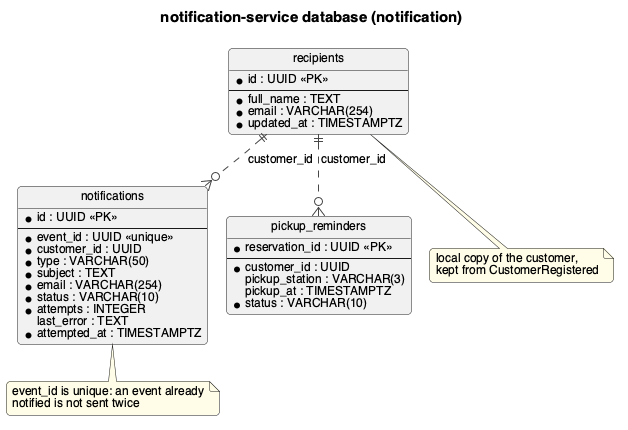 notification-service database (notification)
recipients
id : UUID «PK»
full_name : TEXT
email : VARCHAR(254)
updated_at : TIMESTAMPTZ
customer_id
customer_id
notifications
id : UUID «PK»
event_id : UUID «unique»
customer_id : UUID
type : VARCHAR(50)
subject : TEXT
email : VARCHAR(254)
status : VARCHAR(10)
attempts : INTEGER
last_error : TEXT
attempted_at : TIMESTAMPTZ
pickup_reminders
reservation_id : UUID «PK»
customer_id : UUID
pickup_station : VARCHAR(3)
pickup_at : TIMESTAMPTZ
status : VARCHAR(10)
local copy of the customer,
kept from CustomerRegistered
event_id is unique: an event already
notified is not sent twice